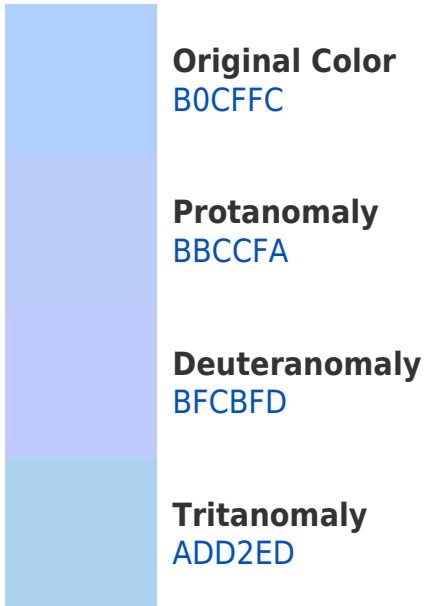 Original Color
B0CFFC
Protanomaly
BBCCFA
Deuteranomaly
BFCBFD
Tritanomaly
ADD2ED